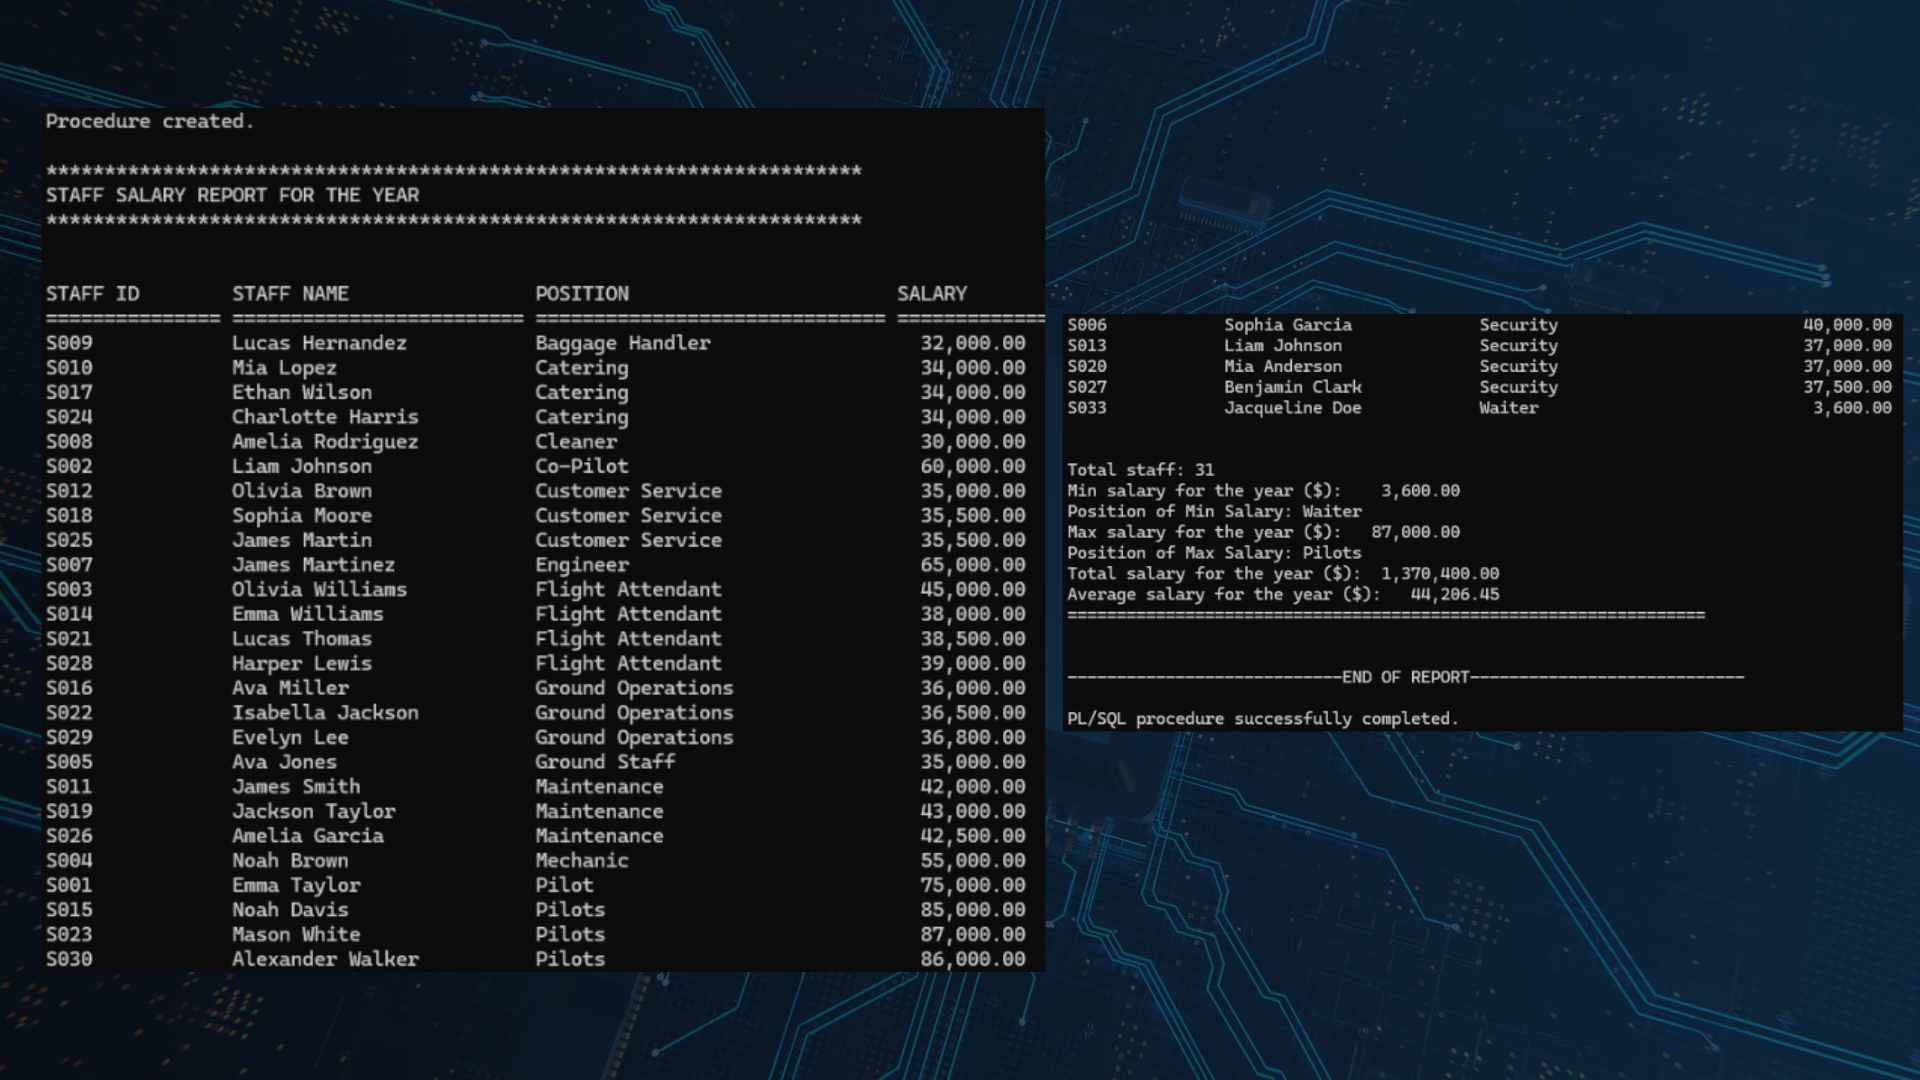 Procedure created.
*********************************************************************
STAFF SALARY REPORT FOR THE YEAR
*********************************************************************
STAFF ID        STAFF NAME                POSITION                       SALARY
=============== ========================= ============================== =============
S009            Lucas Hernandez           Baggage Handler                  32,000.00
S010            Mia Lopez                 Catering                         34,000.00
S017            Ethan Wilson              Catering                         34,000.00
S024            Charlotte Harris          Catering                         34,000.00
S008            Amelia Rodriguez          Cleaner                          30,000.00
S002            Liam Johnson              Co-Pilot                         60,000.00
S012            Olivia Brown              Customer Service                 35,000.00
S018            Sophia Moore              Customer Service                 35,500.00
S025            James Martin              Customer Service                 35,500.00
S007            James Martinez            Engineer                         65,000.00
S003            Olivia Williams           Flight Attendant                 45,000.00
S014            Emma Williams             Flight Attendant                 38,000.00
S021            Lucas Thomas              Flight Attendant                 38,500.00
S028            Harper Lewis              Flight Attendant                 39,000.00
S016            Ava Miller                Ground Operations                36,000.00
S022            Isabella Jackson          Ground Operations                36,500.00
S029            Evelyn Lee                Ground Operations                36,800.00
S005            Ava Jones                 Ground Staff                     35,000.00
S011            James Smith               Maintenance                      42,000.00
S019            Jackson Taylor            Maintenance                      43,000.00
S026            Amelia Garcia             Maintenance                      42,500.00
S004            Noah Brown                Mechanic                         55,000.00
S001            Emma Taylor               Pilot                            75,000.00
S015            Noah Davis                Pilots                           85,000.00
S023            Mason White               Pilots                           87,000.00
S030            Alexander Walker          Pilots                           86,000.00
S006            Sophia Garcia             Security                         40,000.00
S013            Liam Johnson              Security                         37,000.00
S020            Mia Anderson              Security                         37,000.00
S027            Benjamin Clark            Security                         37,500.00
S033            Jacqueline Doe            Waiter                            3,600.00
Total staff: 31
Min salary for the year ($):    3,600.00
Position of Min Salary: Waiter
Max salary for the year ($):   87,000.00
Position of Max Salary: Pilots
Total salary for the year ($):  1,370,400.00
Average salary for the year ($):   44,206.45
=================================================================
----------------------------END OF REPORT----------------------------
PL/SQL procedure successfully completed.